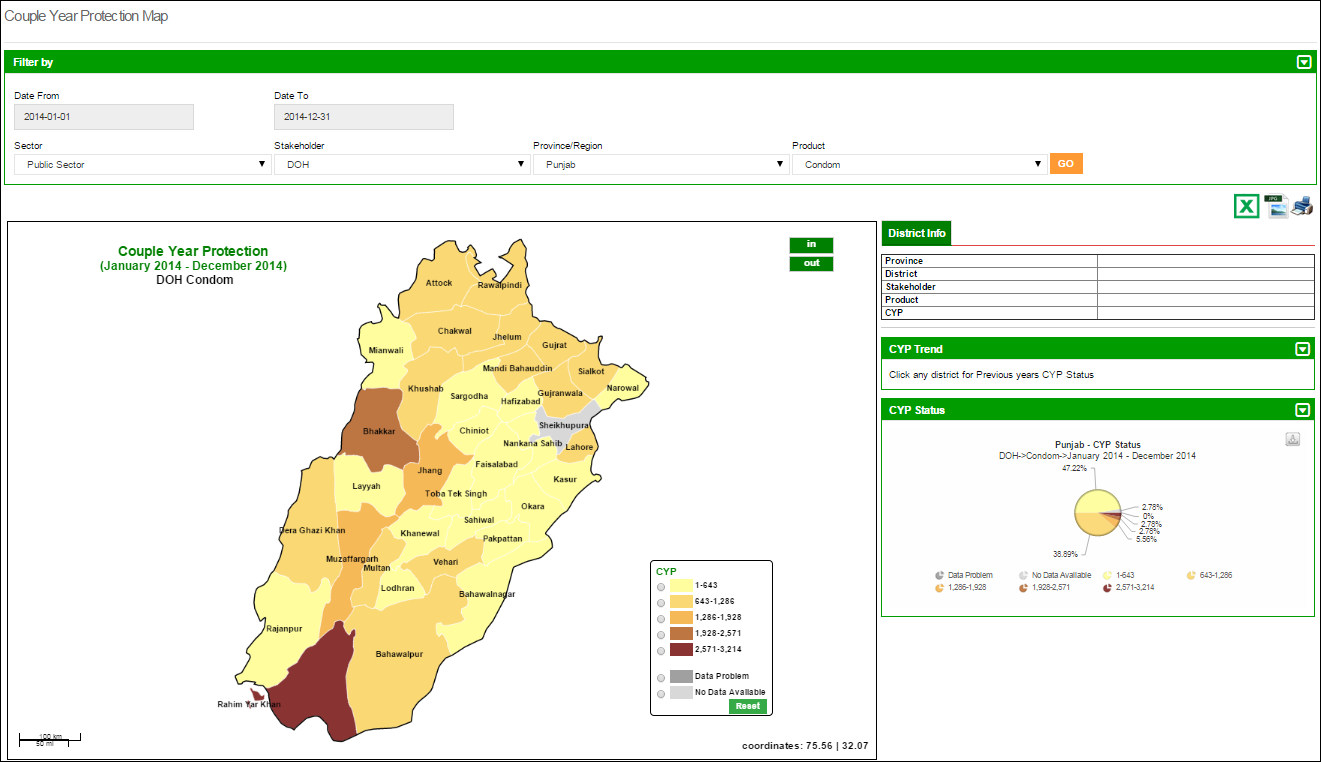 Couple Year Protection Map
Filter by
Date From
Date To
2014-01-01
2014-12-31
Sector
Stakeholder
Province/Region
Product
Public Sector
DOH
Punjab
Condom
GO
JPG
Couple Year Protection
(January 2014 - December 2014)
DOH Condom
in
out
Attock
Rawalpindi
Chakwal
Jhelum
Gujrat
Mianwali
Mandi Bahauddin
Sialkot
Khushab
Narowal
Sargodha
Hafizabad
Gujranwala
Bhakkar
Chiniot
Sheikhupura
Nankana Sahib
Lahore
Jhang
Faisalabad
Kasur
Layyah
Toba Tek Singh
Okara
Sahiwal
Dera Ghazi Khan
Khanewal
Pakpattan
Muzaffargarh
Multan
Vehari
Lodhran
Bahawalnagar
Rajanpur
Bahawalpur
Rahim Yar Khan
100 km
50 mi
CYP
1-643
643-1,286
1,286-1,928
1,928-2,571
2,571-3,214
Data Problem
No Data Available
Reset
coordinates: 75.56 | 32.07
District Info
Province
District
Stakeholder
Product
CYP
CYP Trend
Click any district for Previous years CYP Status
CYP Status
Punjab - CYP Status
DOH->Condom->January 2014 - December 2014
47.22%
2.78%
0%
2.78%
2.78%
5.56%
38.89%
Data Problem
No Data Available
1-643
643-1,286
1,286-1,928
1,928-2,571
2,571-3,214